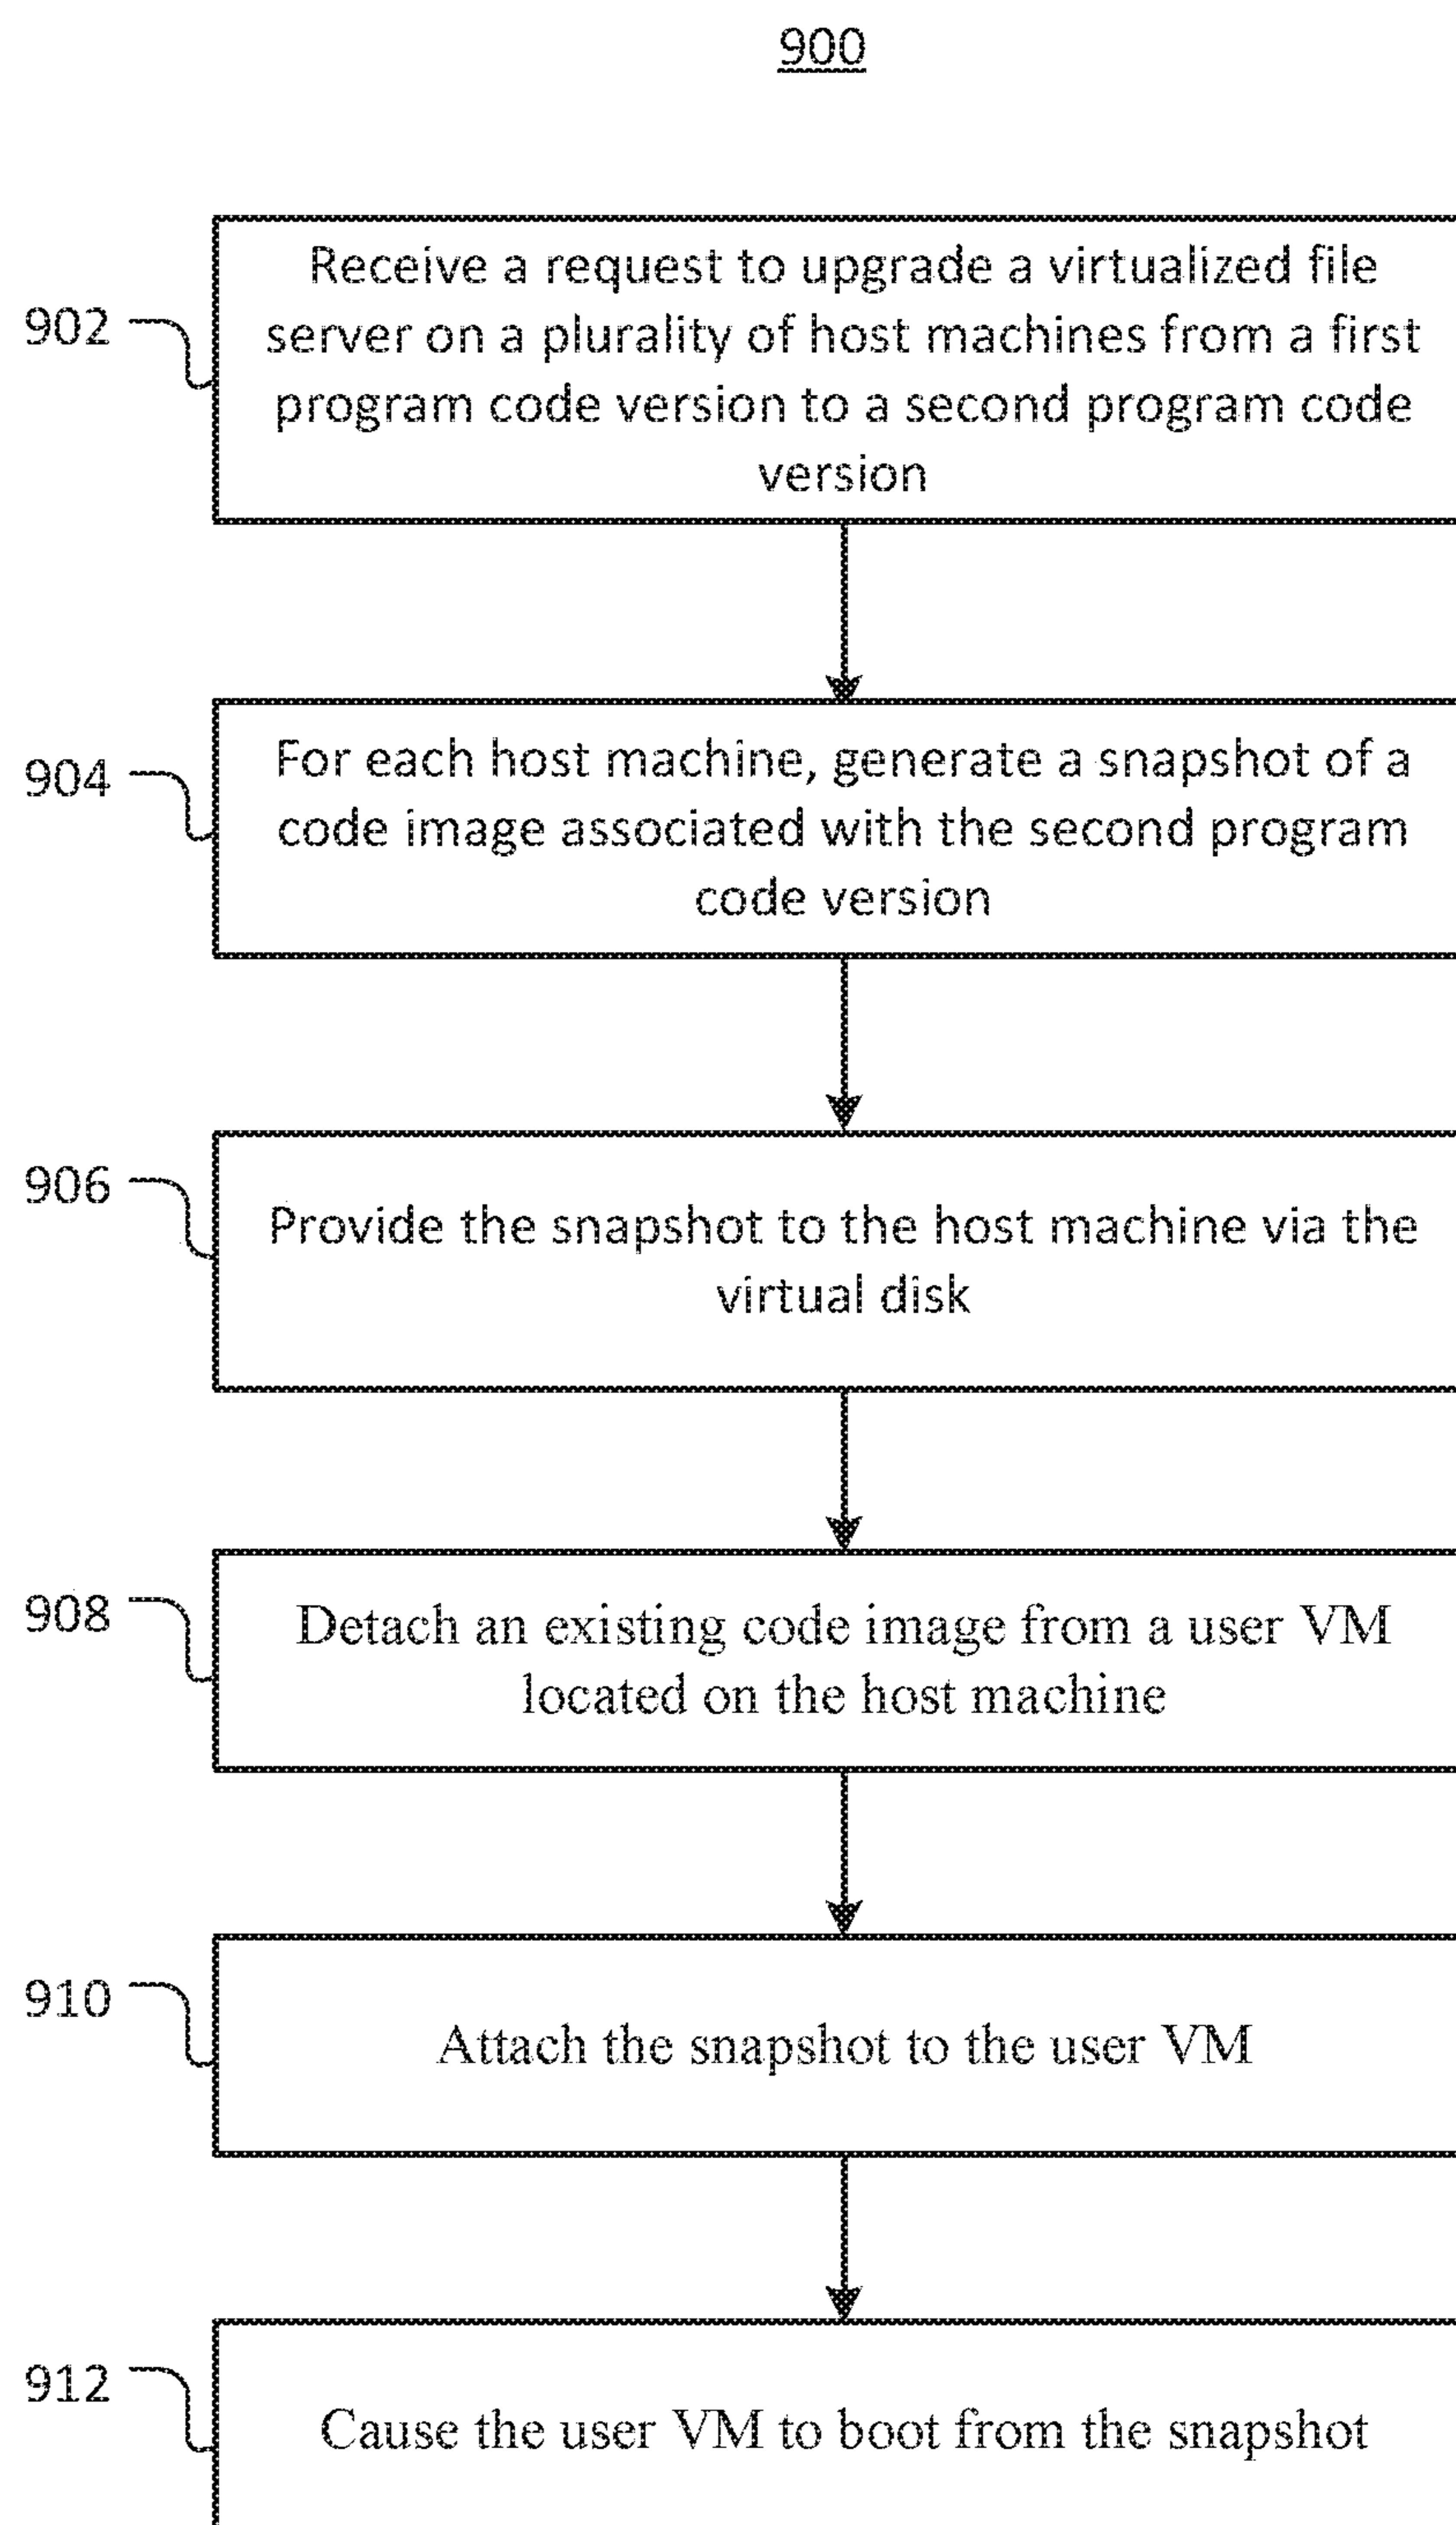 900
902
Receive a request to upgrade a virtualized file
server on a plurality of host machines from a first
program code version to a second program code
version
904
For each host machine, generate a snapshot of a
code image associated with the second program
code version
906
Provide the snapshot to the host machine via the
virtual disk
908
Detach an existing code image from a user VM
located on the host machine
910
Attach the snapshot to the user VM
912
Cause the user VM to boot from the snapshot